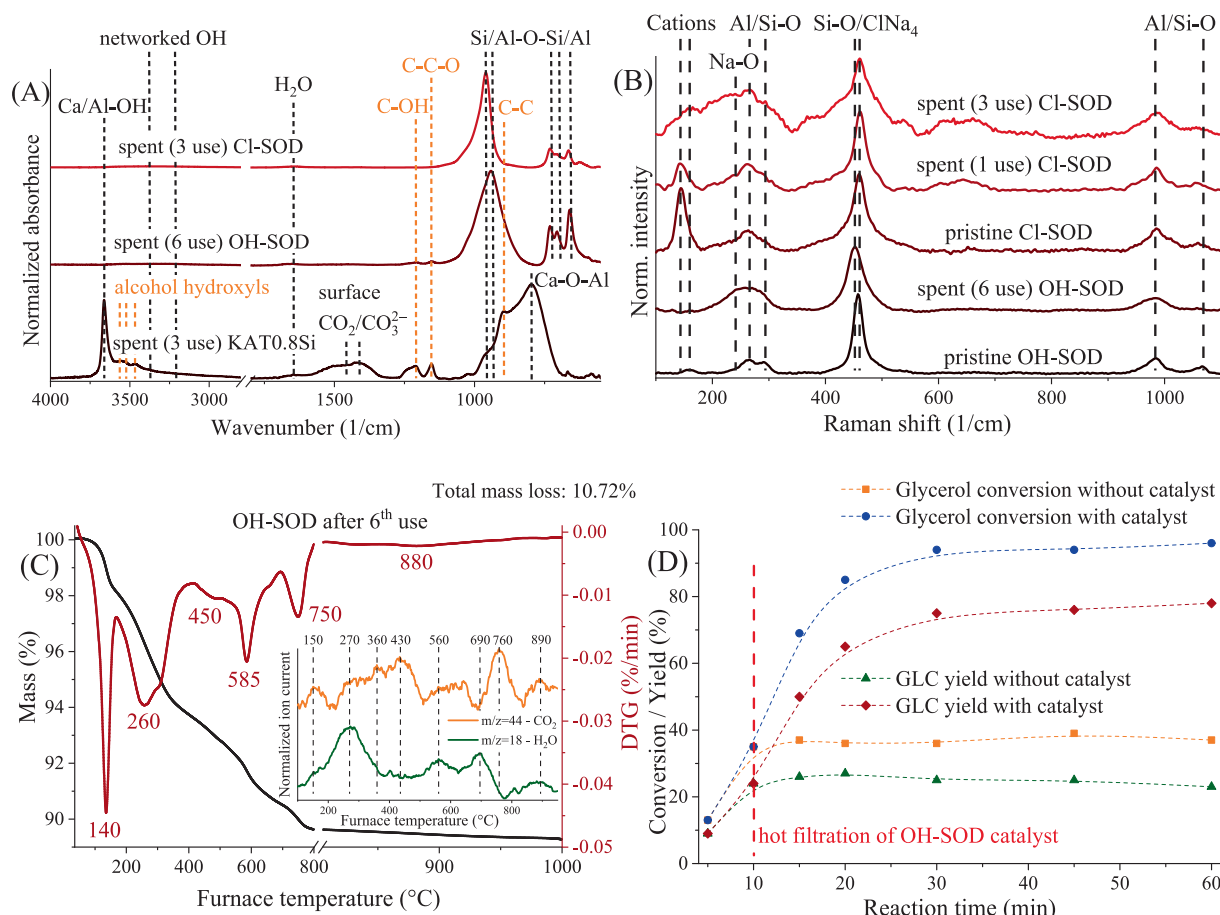 (A)
networked OH
Si/Al-O-Si/Al
C-C-O
Ca/Al-OH
H₂O
C-OH
C-C
spent (3 use) Cl-SOD
spent (6 use) OH-SOD
Ca-O-Al
alcohol hydroxyls
surface
CO₂/CO₃²⁻
spent (3 use) KAT0.8Si
Normalized absorbance
4000 3500 3000 1500 1000
Wavenumber (1/cm)
(B)
Cations Al/Si-O Si-O/ClNa₄ Al/Si-O
Na-O
spent (3 use) Cl-SOD
spent (1 use) Cl-SOD
pristine Cl-SOD
spent (6 use) OH-SOD
pristine OH-SOD
Norm. intensity
200 400 600 800 1000
Raman shift (1/cm)
Total mass loss: 10.72%
OH-SOD after 6th use
(C)
100
98
96
94
92
90
Mass (%)
0.00
-0.01
-0.02
-0.03
-0.04
-0.05
DTG (%/min)
880
450
750
585
260
140
150 270 360 430 560 690 760 890
m/z=44 - CO₂
m/z=18 - H₂O
Normalized ion current
200 400 600 800
Furnace temperature (°C)
0 200 400 600 800 900 1000
Furnace temperature (°C)
Glycerol conversion without catalyst
Glycerol conversion with catalyst
(D)
GLC yield without catalyst
GLC yield with catalyst
hot filtration of OH-SOD catalyst
100
80
60
40
20
0
Conversion / Yield (%)
10 20 30 40 50 60
Reaction time (min)